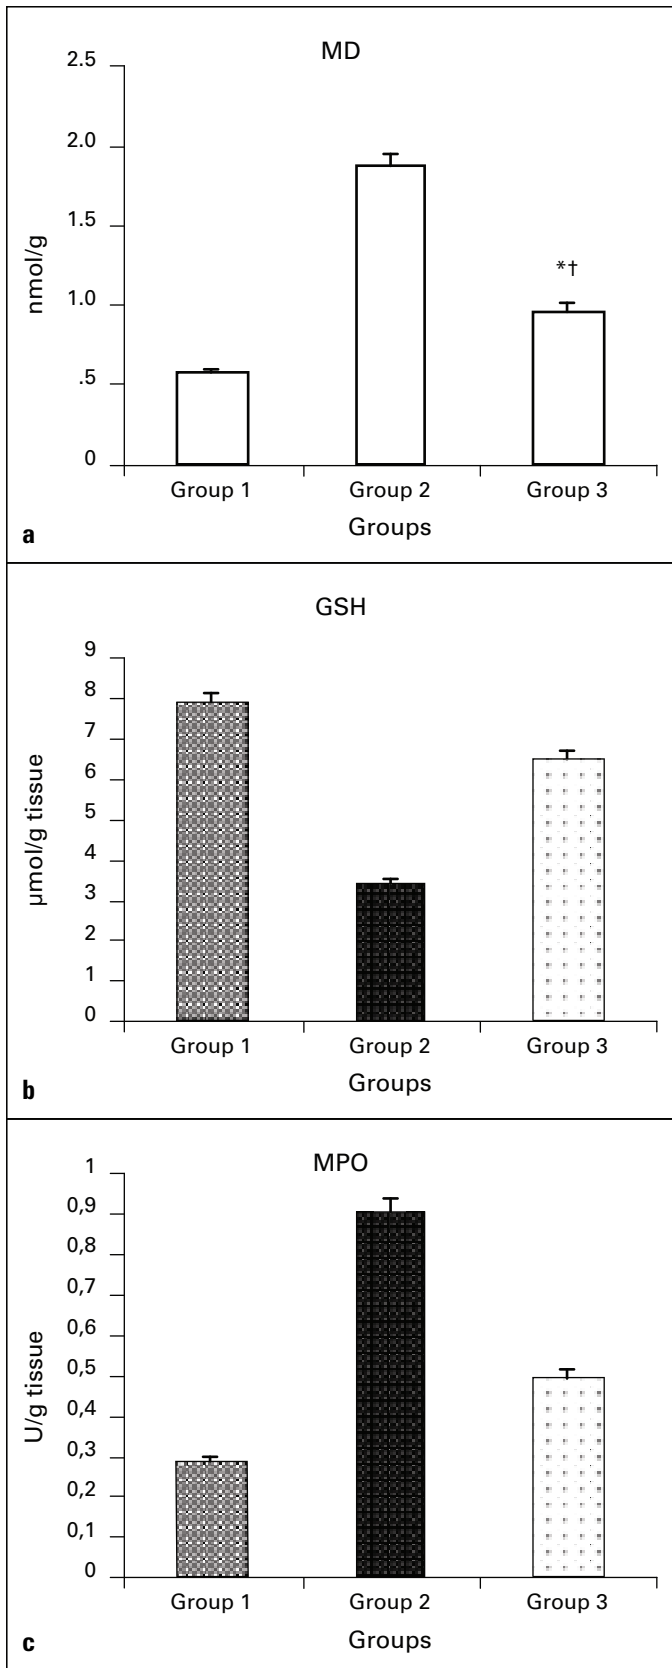 MD
2.5
2.0
1.5
1.0
.5
0
nmol/g
*†
Group 1 Group 2 Group 3
Groups
a
GSH
9
8
7
6
5
4
3
2
1
0
µmol/g tissue
Group 1 Group 2 Group 3
Groups
b
MPO
1
0,9
0,8
0,7
0,6
0,5
0,4
0,3
0,2
0,1
0
U/g tissue
Group 1 Group 2 Group 3
Groups
c